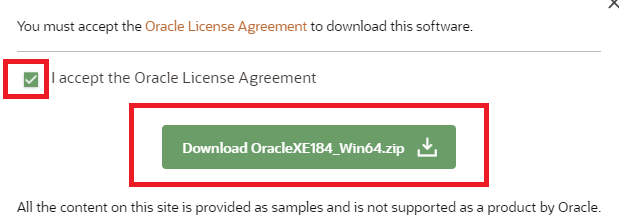 You must accept the Oracle License Agreement to download this software.
I accept the Oracle License Agreement
Download OracleXE184_Win64.zip
All the content on this site is provided as samples and is not supported as a product by Oracle.